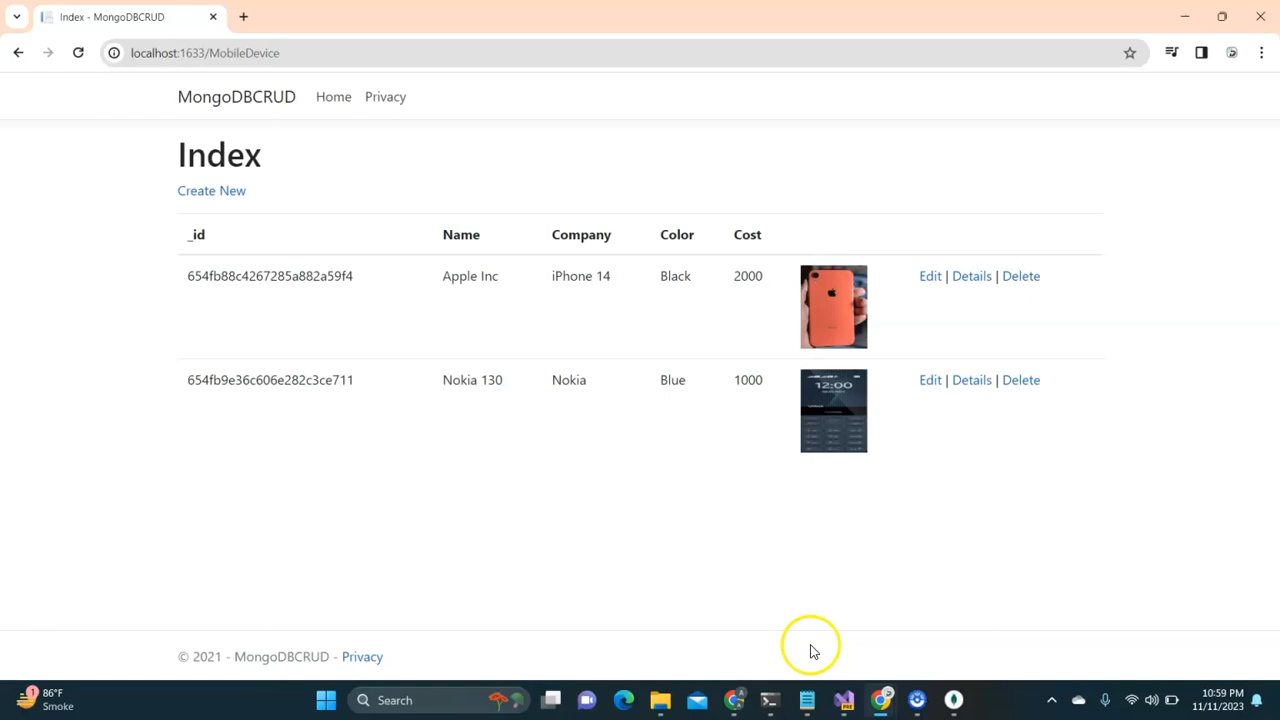 Index - MongoDBCRUD
localhost:1633/MobileDevice
MongoDBCRUD Home Privacy
Index
Create New
_id Name Company Color Cost
654fb88c4267285a882a59f4 Apple Inc iPhone 14 Black 2000 Edit | Details | Delete
654fb9e36c606e282c3ce711 Nokia 130 Nokia Blue 1000 Edit | Details | Delete
12:00
© 2021 - MongoDBCRUD - Privacy
1 86°F Search 10:59 PM
Smoke 11/11/2023